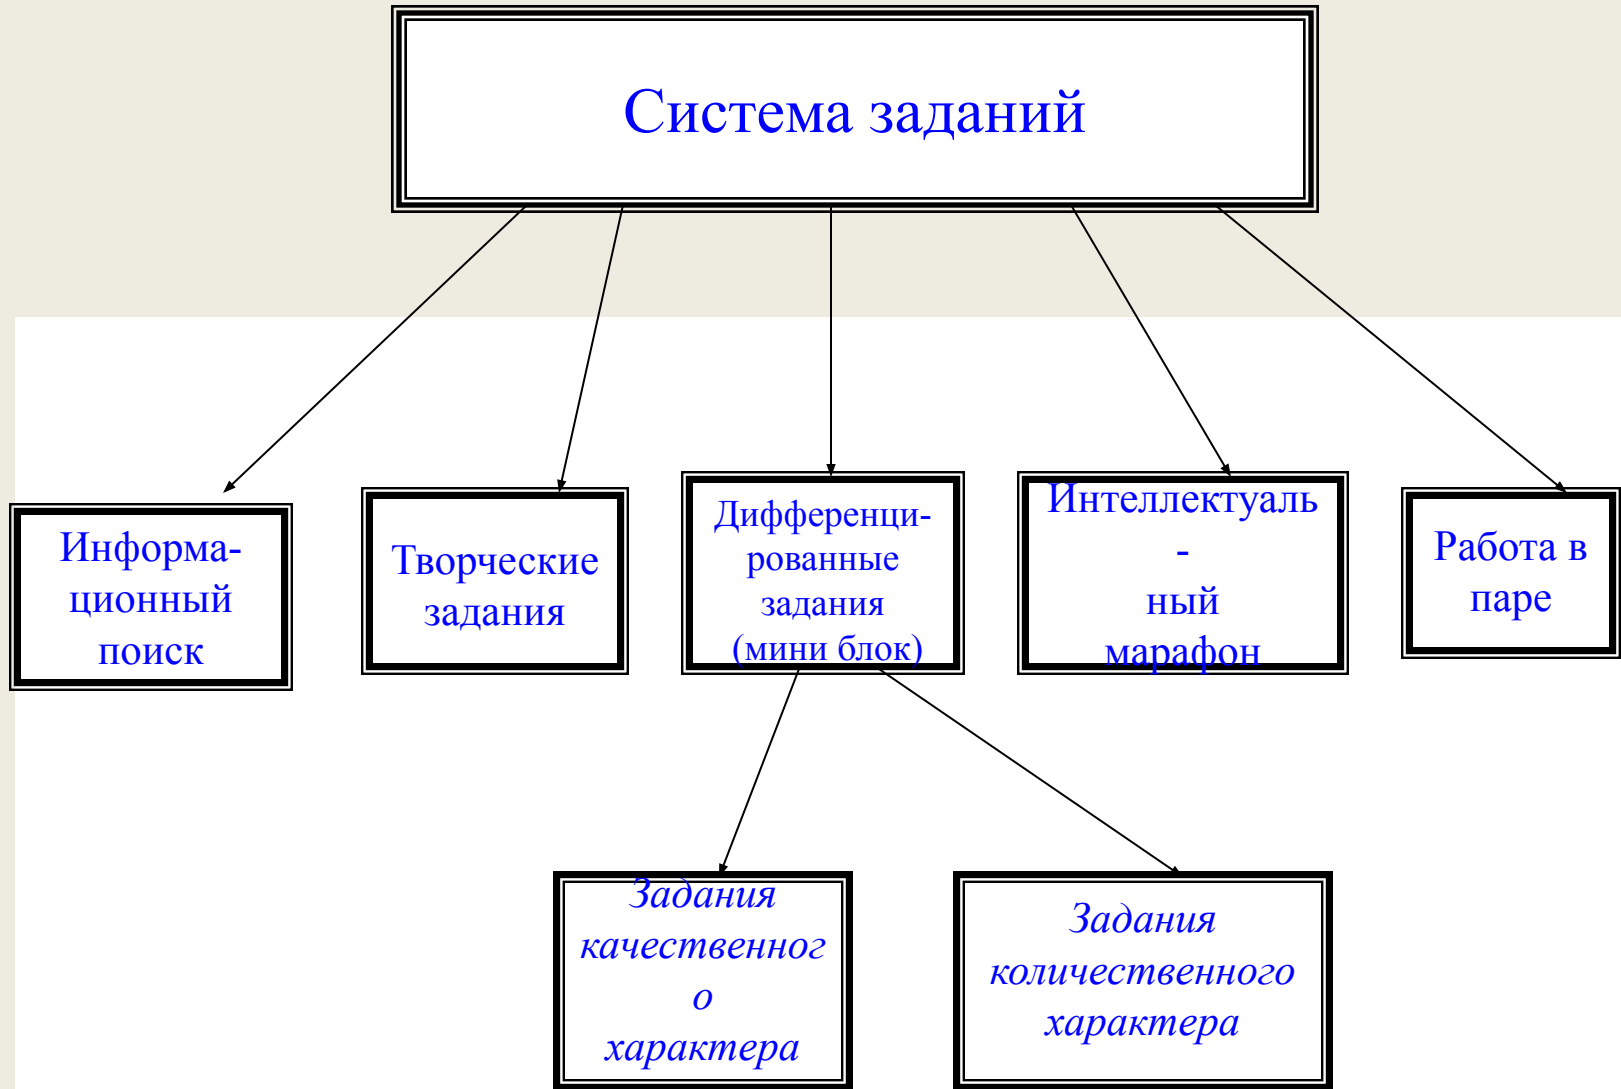 Система заданий
Информа-
ционный
поиск
Творческие
задания
Дифференци-
рованные
задания
(мини блок)
Интеллектуаль
-
ный
марафон
Работа в
паре
Задания
качественног
о
характера
Задания
количественного
характера